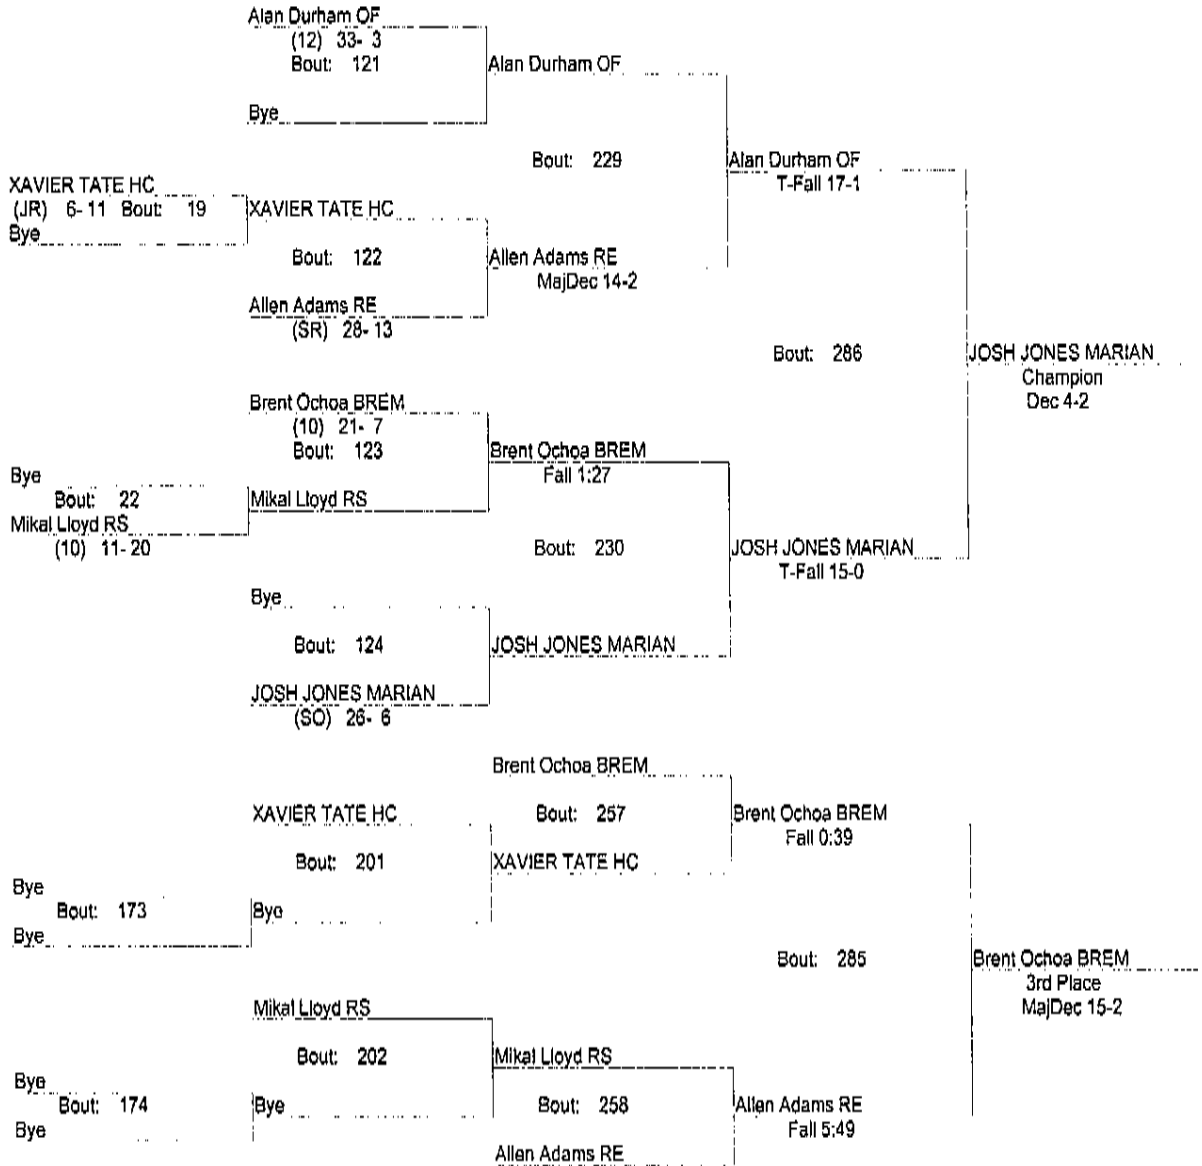 Alan Durham OF
(12) 33- 3
Bout: 121
Alan Durham OF
Bye
Bout: 229
Alan Durham OF
T-Fall 17-1
XAVIER TATE HC
(JR) 6- 11 Bout: 19
Bye
XAVIER TATE HC
Bout: 122
Allen Adams RE
MajDec 14-2
Allen Adams RE
(SR) 28- 13
Bout: 286
JOSH JONES MARIAN
Champion
Dec 4-2
Brent Ochoa BREM
(10) 21- 7
Bout: 123
Brent Ochoa BREM
Fall 1:27
Bye
Bout: 22
Mikal Lloyd RS
Mikal Lloyd RS
(10) 11- 20
Bout: 230
JOSH JONES MARIAN
T-Fall 15-0
Bye
Bout: 124
JOSH JONES MARIAN
JOSH JONES MARIAN
(SO) 26- 6
Brent Ochoa BREM
XAVIER TATE HC
Bout: 257
Brent Ochoa BREM
Fall 0:39
Bout: 201
XAVIER TATE HC
Bye
Bout: 173
Bye
Bye
Bout: 285
Brent Ochoa BREM
3rd Place
MajDec 15-2
Mikal Lloyd RS
Bout: 202
Mikal Lloyd RS
Bye
Bout: 174
Bye
Bye
Bout: 258
Allen Adams RE
Fall 5:49
Allen Adams RE